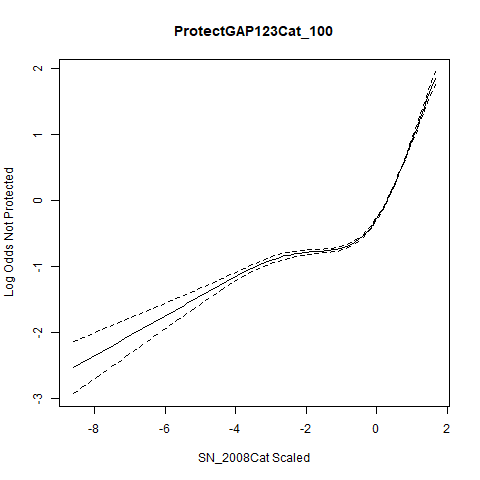 ProtectGAP123Cat_100
Log Odds Not Protected
2
1
0
-1
-2
-3
-8 -6 -4 -2 0 2
SN_2008Cat Scaled